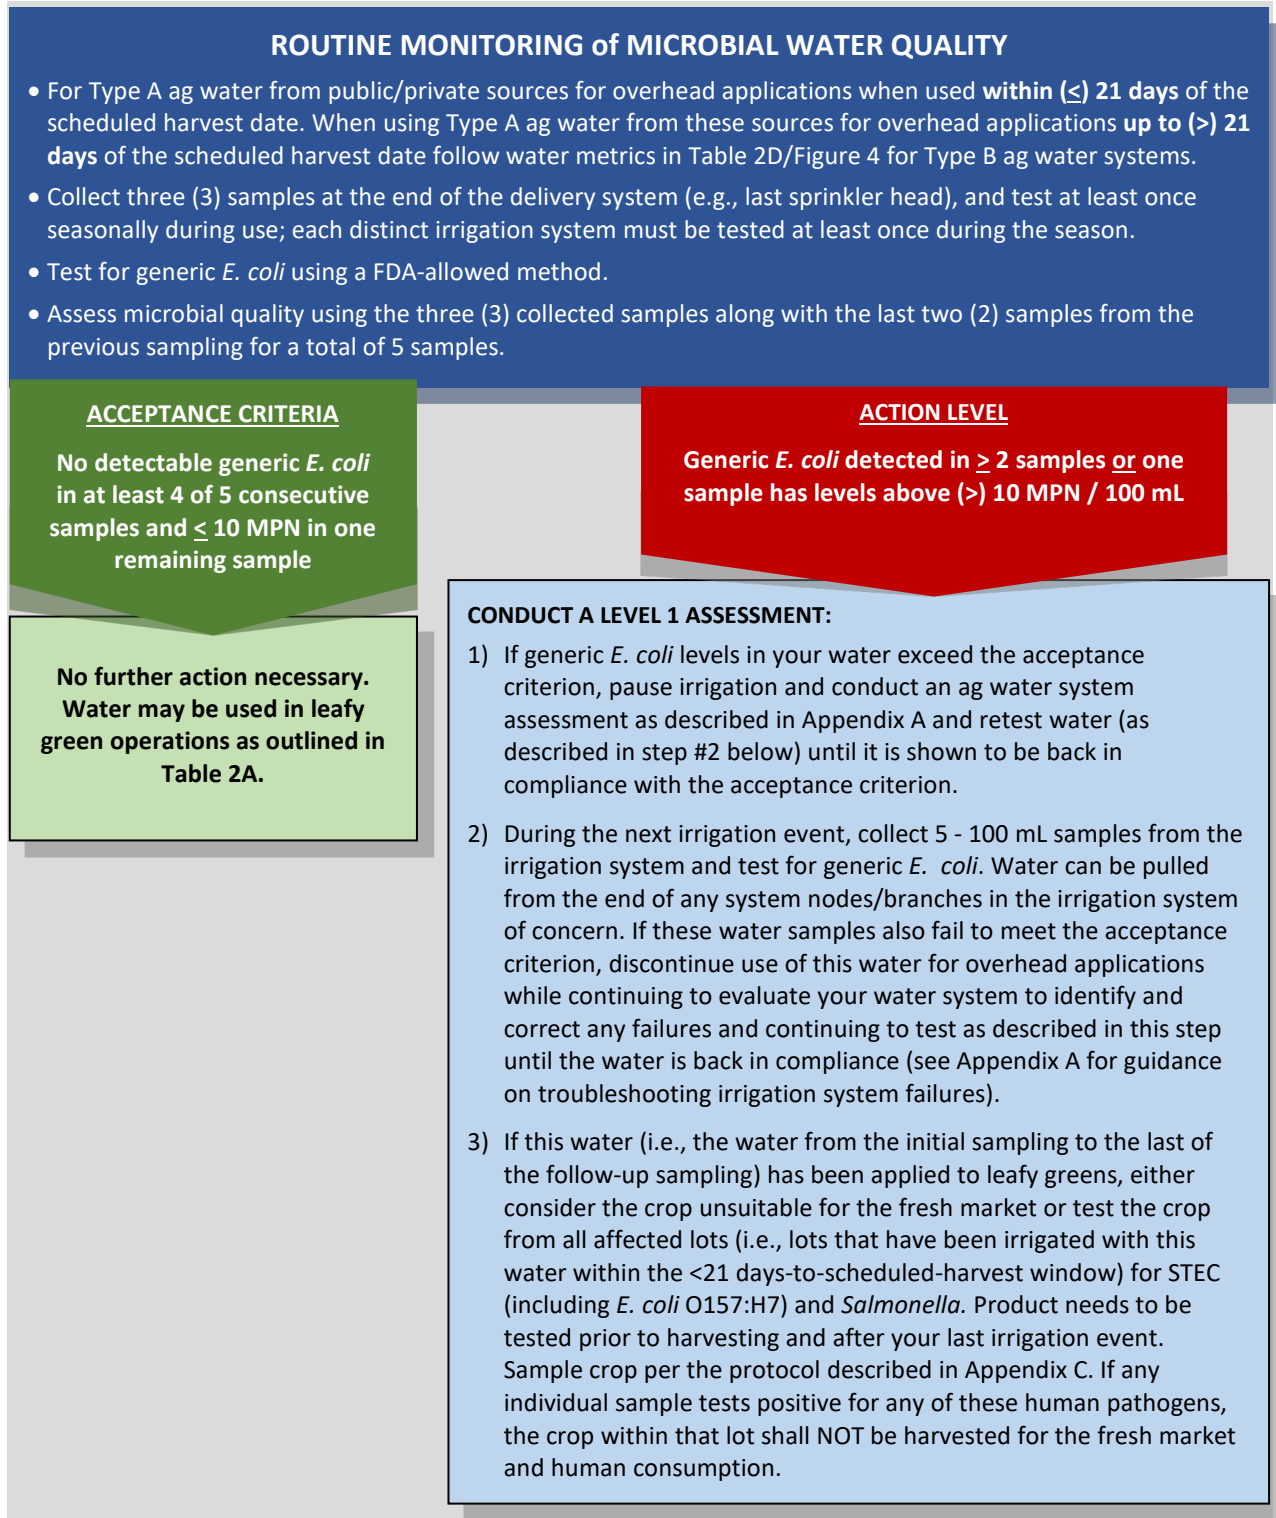 ROUTINE MONITORING of MICROBIAL WATER QUALITY
• For Type A ag water from public/private sources for overhead applications when used within (≤) 21 days of the
scheduled harvest date. When using Type A ag water from these sources for overhead applications up to (>) 21
days of the scheduled harvest date follow water metrics in Table 2D/Figure 4 for Type B ag water systems.
• Collect three (3) samples at the end of the delivery system (e.g., last sprinkler head), and test at least once
seasonally during use; each distinct irrigation system must be tested at least once during the season.
• Test for generic E. coli using a FDA-allowed method.
• Assess microbial quality using the three (3) collected samples along with the last two (2) samples from the
previous sampling for a total of 5 samples.
ACCEPTANCE CRITERIA
No detectable generic E. coli
in at least 4 of 5 consecutive
samples and ≤ 10 MPN in one
remaining sample
No further action necessary.
Water may be used in leafy
green operations as outlined in
Table 2A.
ACTION LEVEL
Generic E. coli detected in ≥ 2 samples or one
sample has levels above (>) 10 MPN / 100 mL
CONDUCT A LEVEL 1 ASSESSMENT:
1) If generic E. coli levels in your water exceed the acceptance
criterion, pause irrigation and conduct an ag water system
assessment as described in Appendix A and retest water (as
described in step #2 below) until it is shown to be back in
compliance with the acceptance criterion.
2) During the next irrigation event, collect 5 - 100 mL samples from the
irrigation system and test for generic E. coli. Water can be pulled
from the end of any system nodes/branches in the irrigation system
of concern. If these water samples also fail to meet the acceptance
criterion, discontinue use of this water for overhead applications
while continuing to evaluate your water system to identify and
correct any failures and continuing to test as described in this step
until the water is back in compliance (see Appendix A for guidance
on troubleshooting irrigation system failures).
3) If this water (i.e., the water from the initial sampling to the last of
the follow-up sampling) has been applied to leafy greens, either
consider the crop unsuitable for the fresh market or test the crop
from all affected lots (i.e., lots that have been irrigated with this
water within the <21 days-to-scheduled-harvest window) for STEC
(including E. coli O157:H7) and Salmonella. Product needs to be
tested prior to harvesting and after your last irrigation event.
Sample crop per the protocol described in Appendix C. If any
individual sample tests positive for any of these human pathogens,
the crop within that lot shall NOT be harvested for the fresh market
and human consumption.